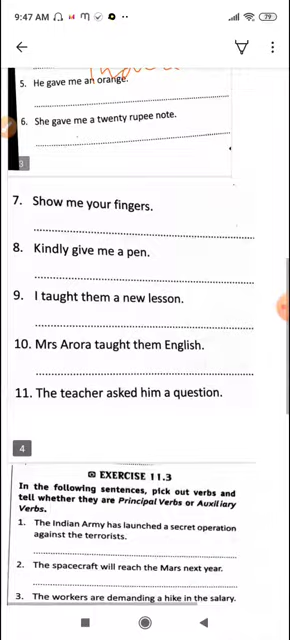 9:47 AM
79
5. He gave me an orange.
6. She gave me a twenty rupee note.
3
7. Show me your fingers.
8. Kindly give me a pen.
9. I taught them a new lesson.
10. Mrs Arora taught them English.
11. The teacher asked him a question.
4
EXERCISE 11.3
In the following sentences, pick out verbs and
tell whether they are Principal Verbs or Auxiliary
Verbs.
1. The Indian Army has launched a secret operation
against the terrorists.
2. The spacecraft will reach the Mars next year.
3. The workers are demanding a hike in the salary.